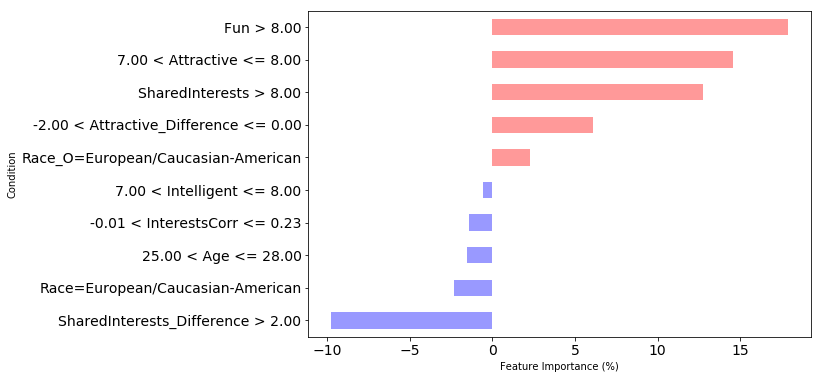 Fun > 8.00
7.00 < Attractive <= 8.00
SharedInterests > 8.00
-2.00 < Attractive_Difference <= 0.00
Race_O=European/Caucasian-American
7.00 < Intelligent <= 8.00
-0.01 < InterestsCorr <= 0.23
25.00 < Age <= 28.00
Race=European/Caucasian-American
SharedInterests_Difference > 2.00
Condition
−10 −5 0 5 10 15
Feature Importance (%)